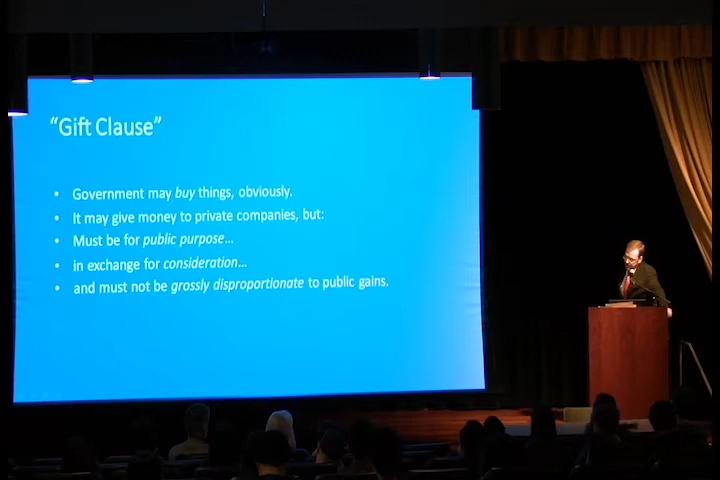 “Gift Clause”
• Government may buy things, obviously.
• It may give money to private companies, but:
• Must be for public purpose…
• in exchange for consideration…
• and must not be grossly disproportionate to public gains.